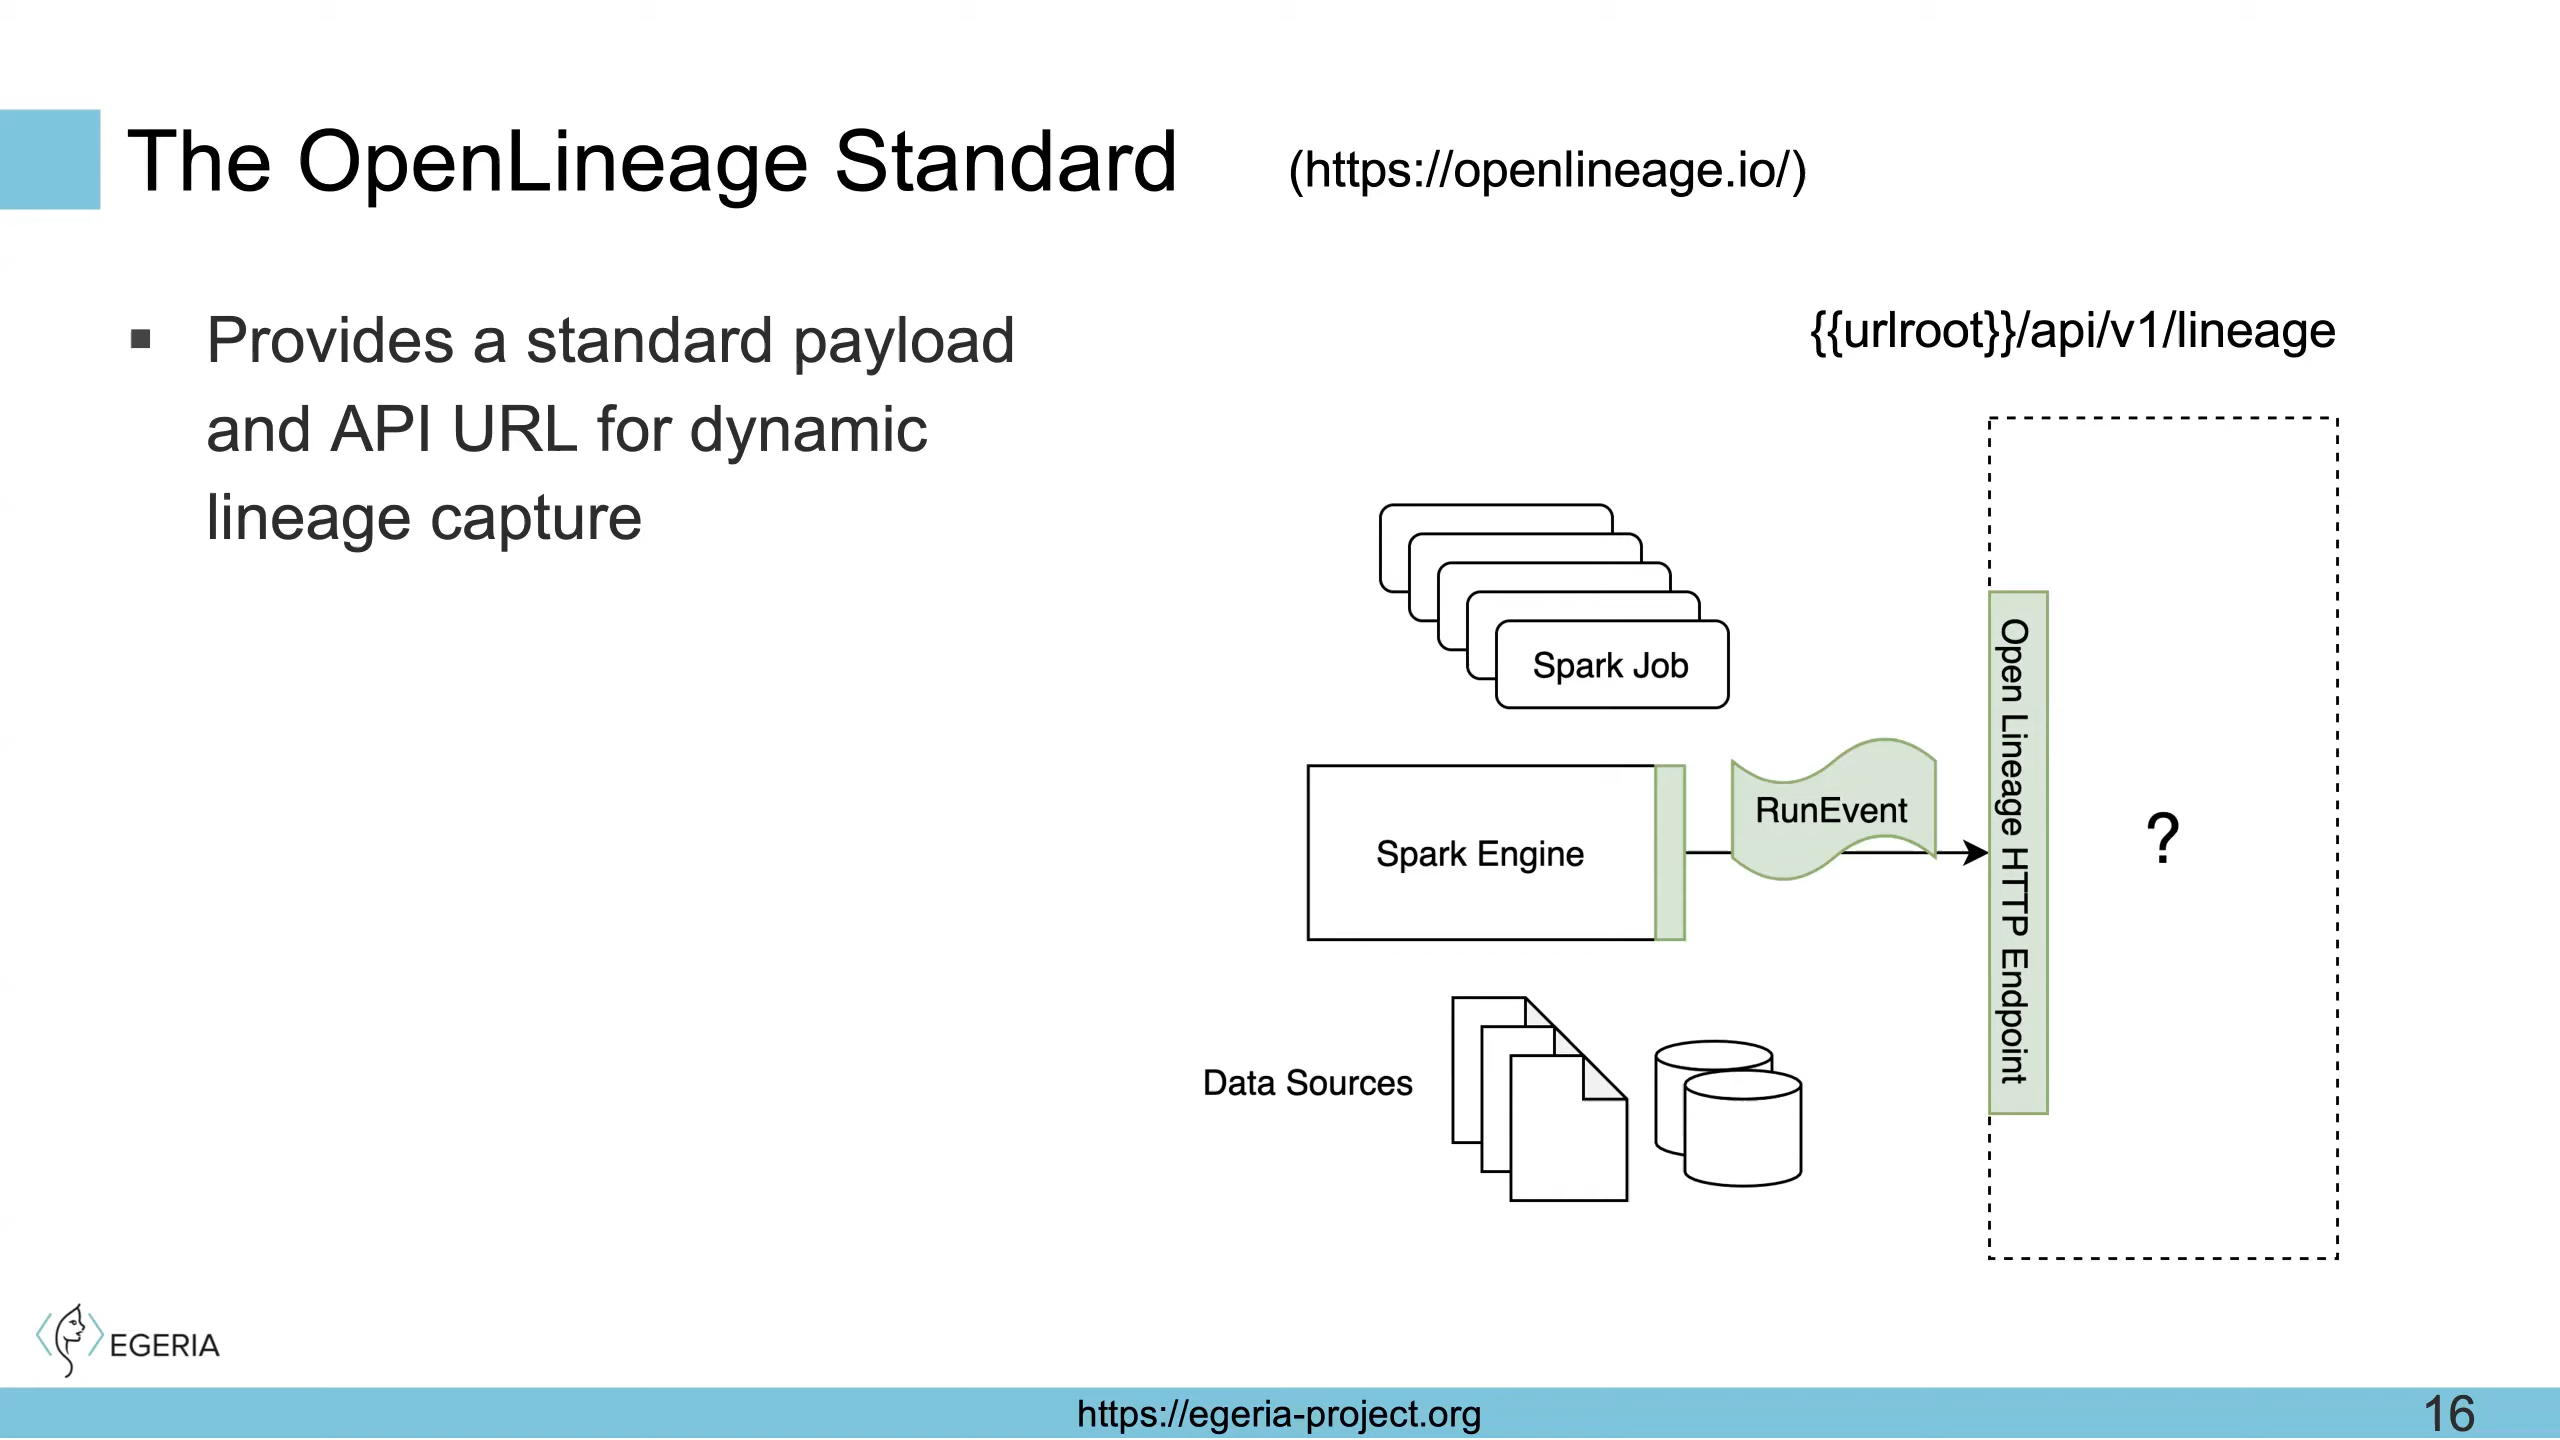 The OpenLineage Standard (https://openlineage.io/)
▪ Provides a standard payload
and API URL for dynamic
lineage capture
{{urlroot}}/api/v1/lineage
Spark Job
Spark Engine
RunEvent
Open Lineage HTTP Endpoint
?
Data Sources
EGERIA
https://egeria-project.org
16